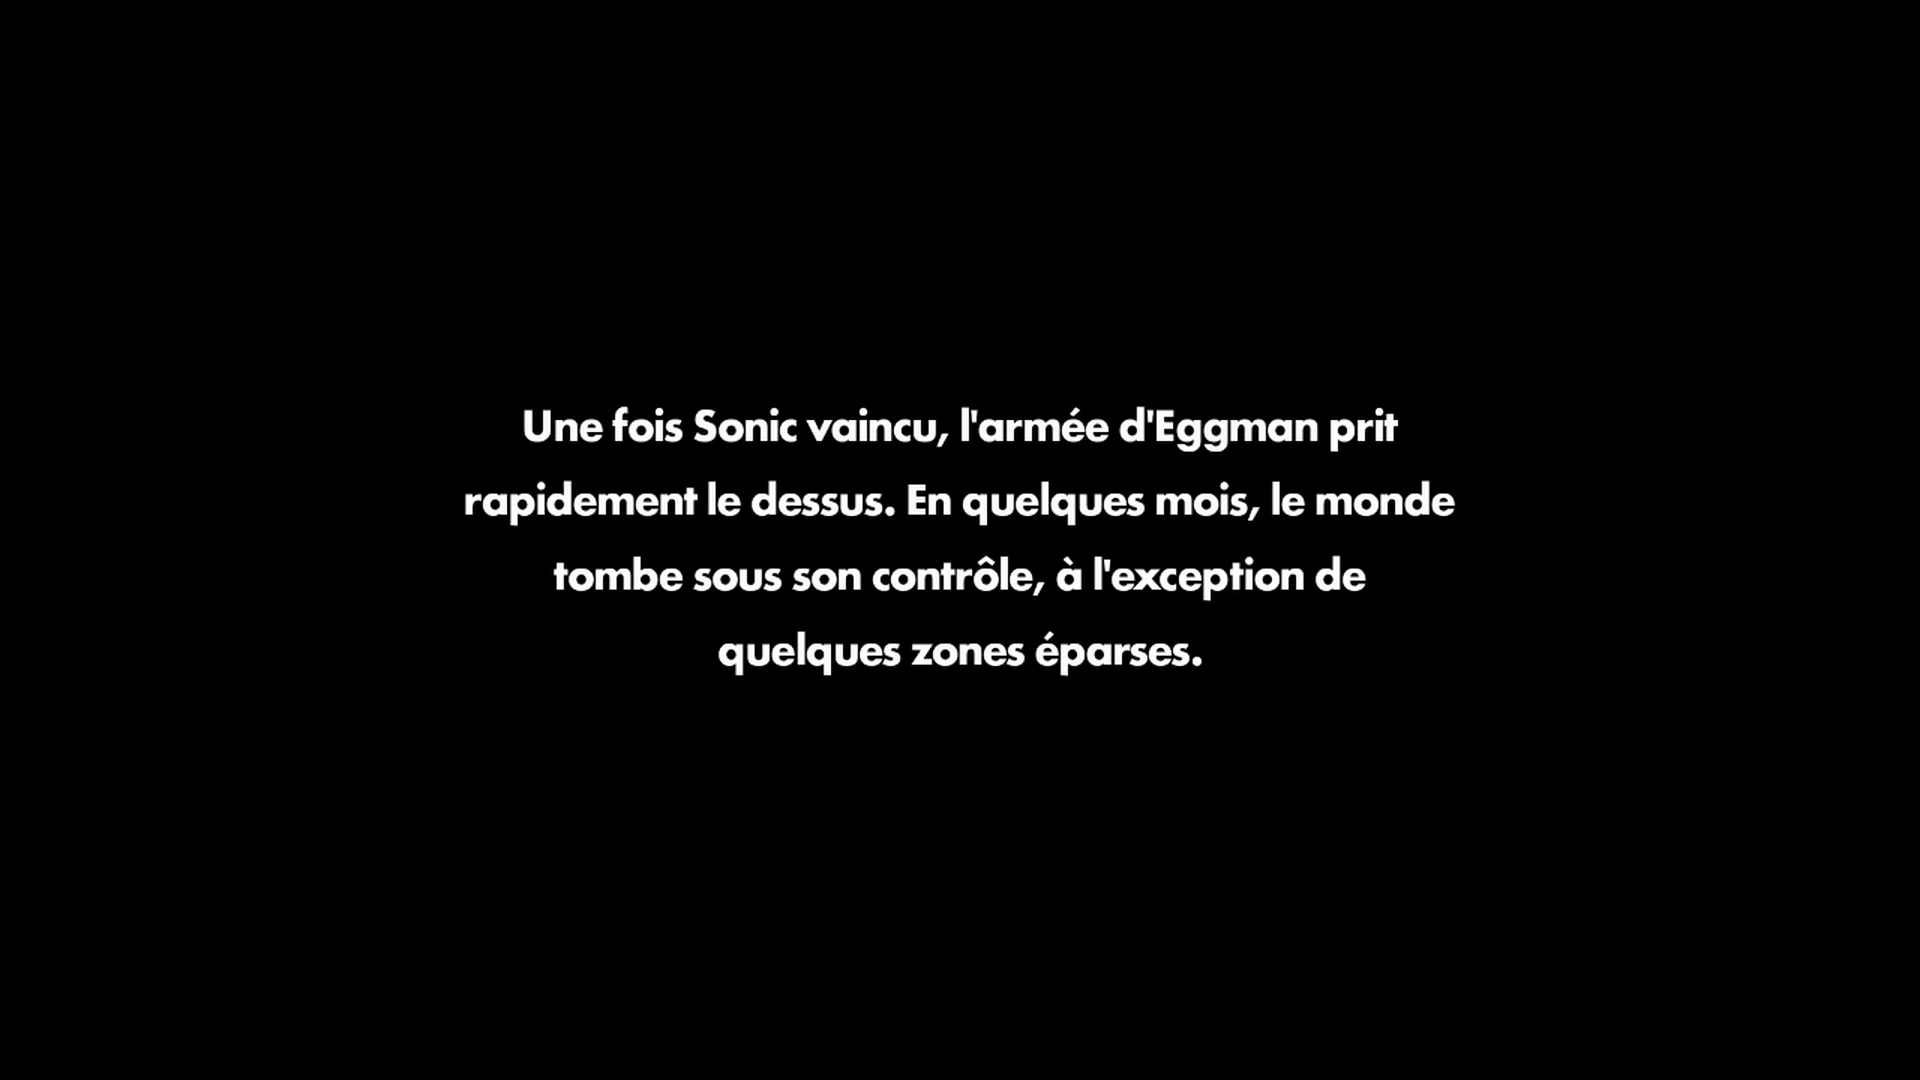 Une fois Sonic vaincu, l'armée d'Eggman prit
rapidement le dessus. En quelques mois, le monde
tombe sous son contrôle, à l'exception de
quelques zones éparses.